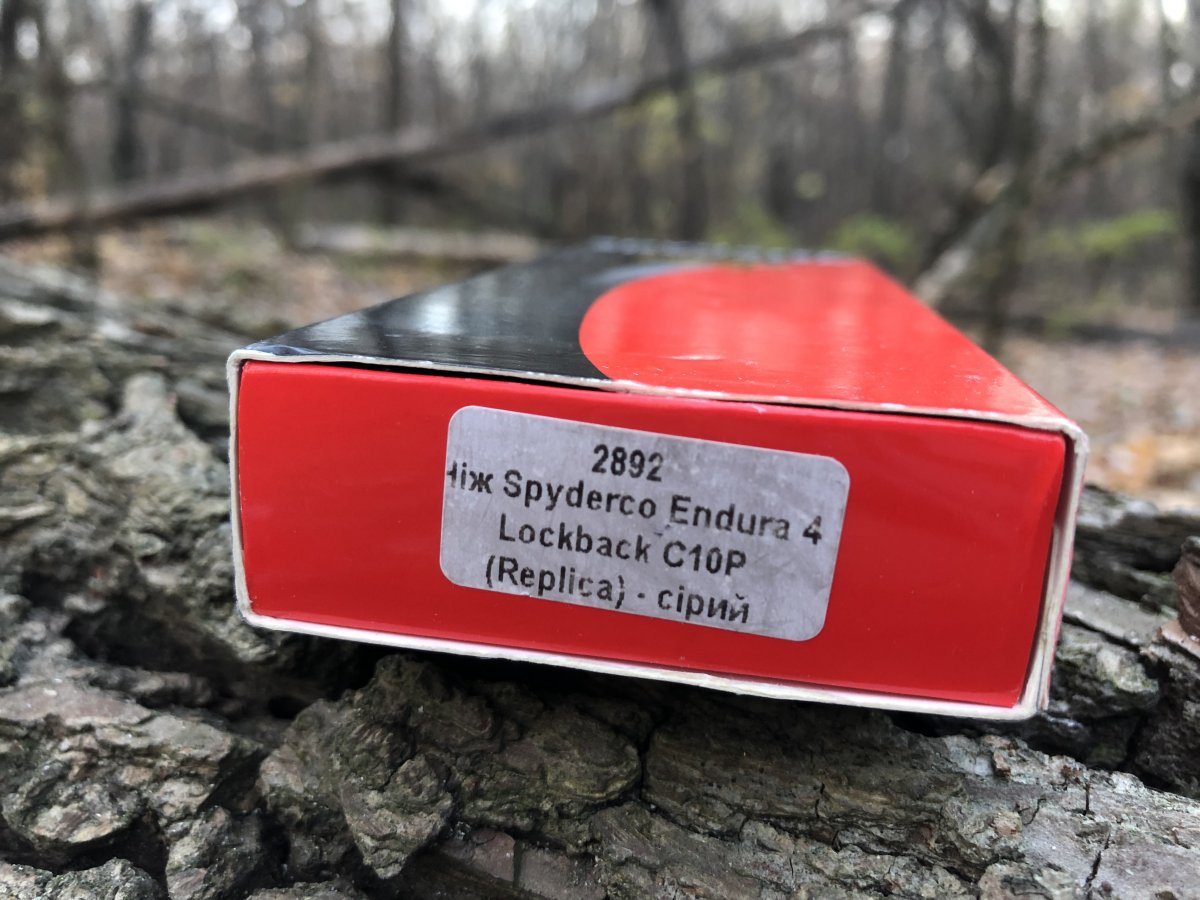 2892
Ніж Spyderco Endura 4
Lockback C10P
(Replica) - сірий